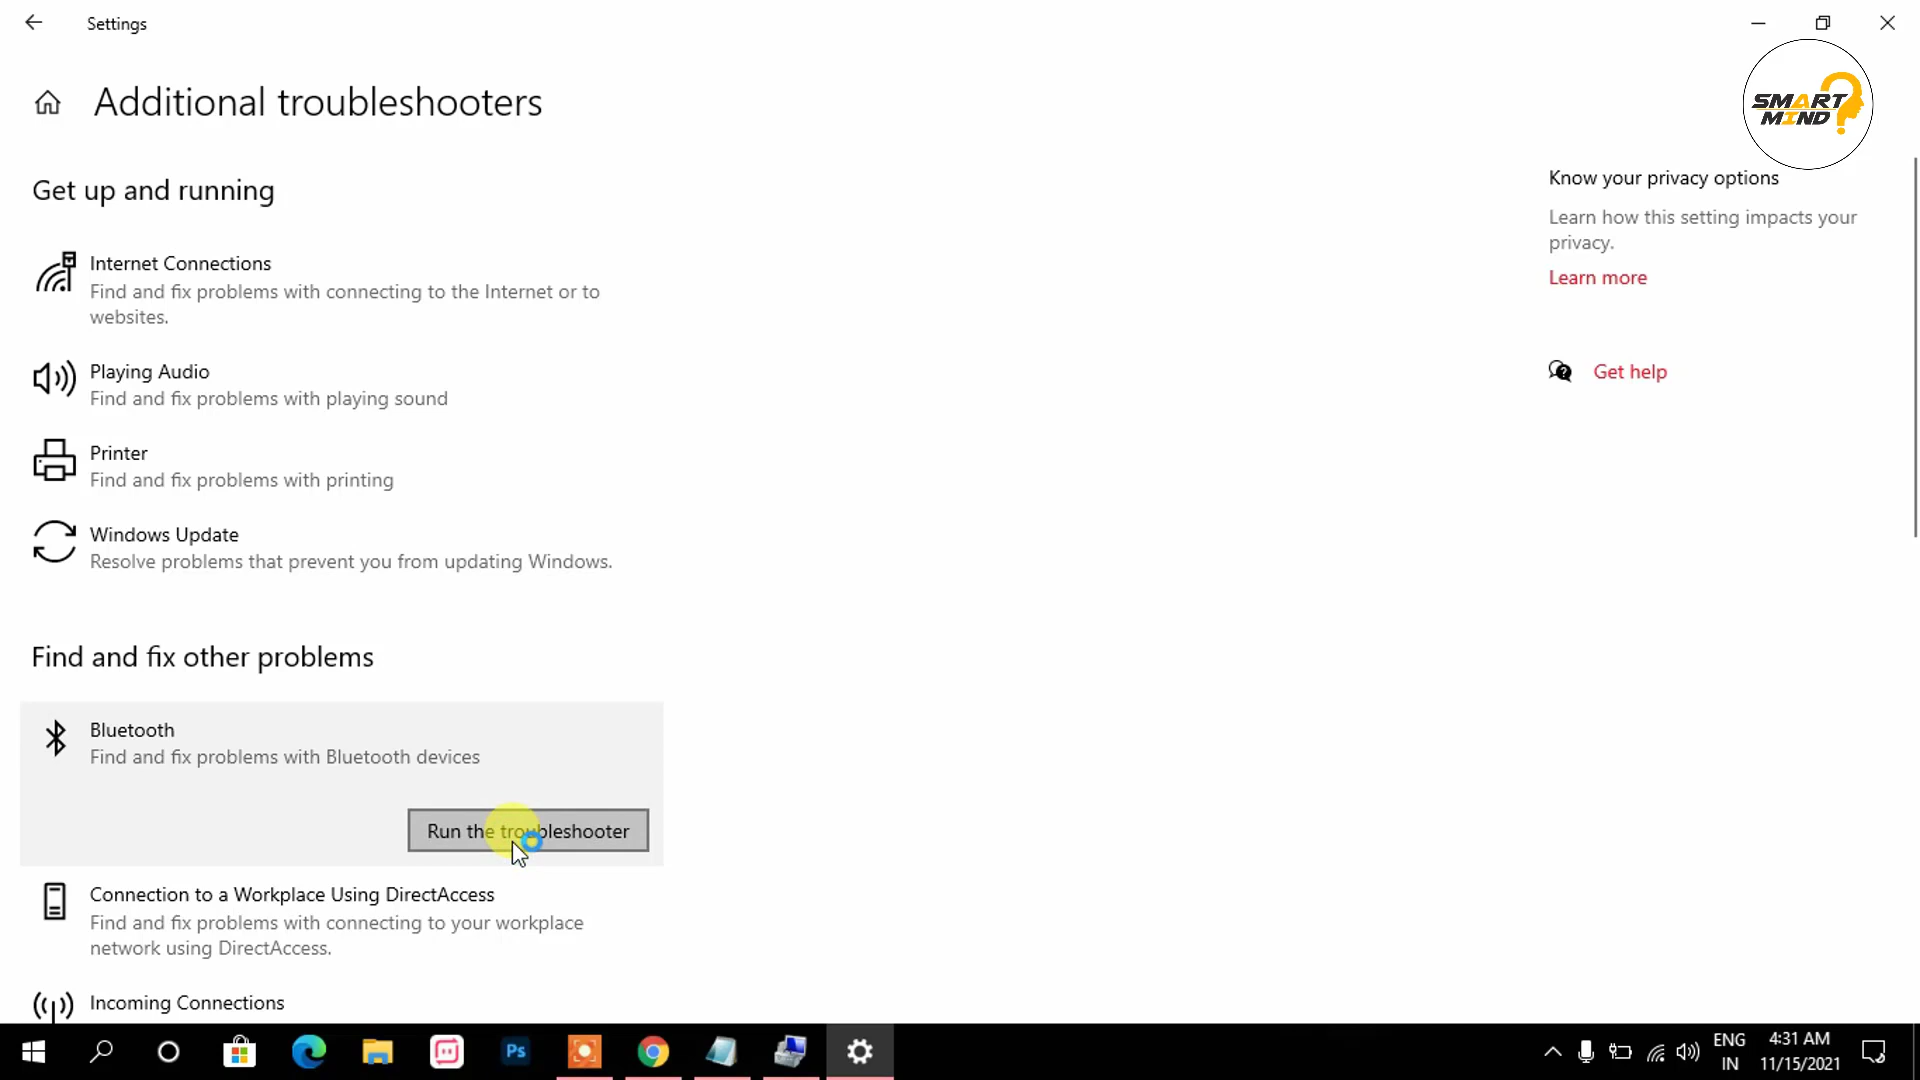 Settings
Additional troubleshooters
SMART
MIND
Get up and running
Know your privacy options
Learn how this setting impacts your
privacy.
Learn more
Get help
Internet Connections
Find and fix problems with connecting to the Internet or to
websites.
Playing Audio
Find and fix problems with playing sound
Printer
Find and fix problems with printing
Windows Update
Resolve problems that prevent you from updating Windows.
Find and fix other problems
Bluetooth
Find and fix problems with Bluetooth devices
Run the troubleshooter
Connection to a Workplace Using DirectAccess
Find and fix problems with connecting to your workplace
network using DirectAccess.
Incoming Connections
Ps
ENG
IN
4:31 AM
11/15/2021